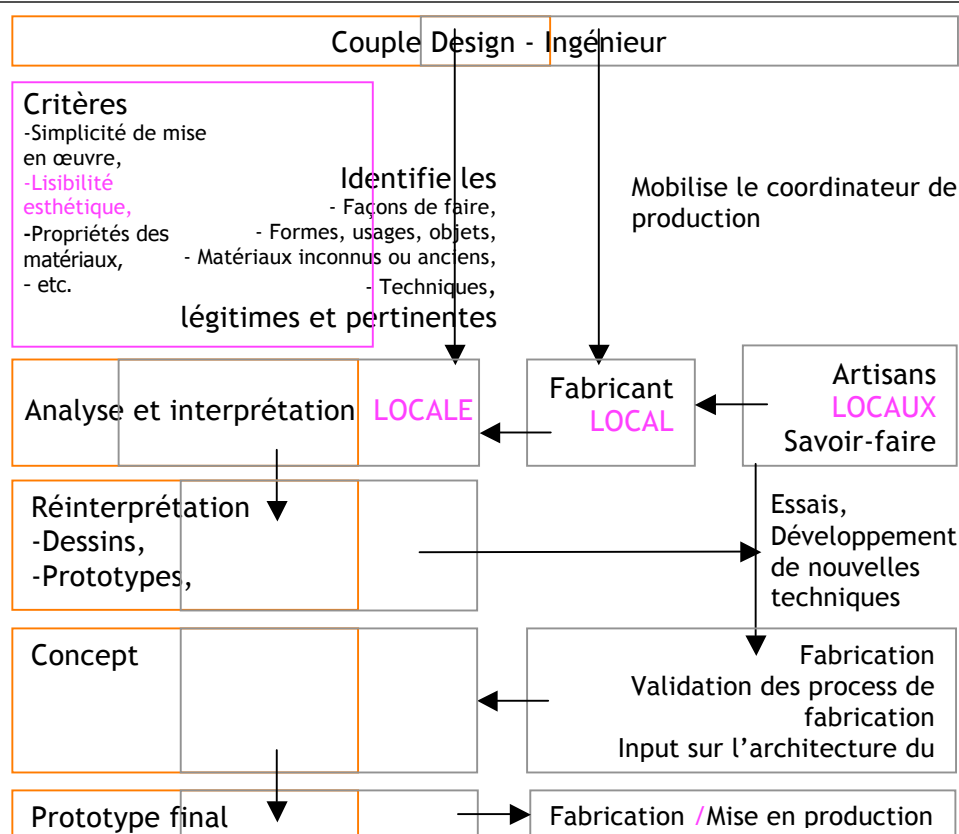 Couple Design - Ingénieur
Critères
-Simplicité de mise
en œuvre,
-Lisibilité
esthétique,
-Propriétés des
matériaux,
- etc.
Identifie les
- Façons de faire,
- Formes, usages, objets,
- Matériaux inconnus ou anciens,
- Techniques,
légitimes et pertinentes
Mobilise le coordinateur de
production
Analyse et interprétation LOCALE
Fabricant
LOCAL
Artisans
LOCAUX
Savoir-faire
Réinterprétation
-Dessins,
-Prototypes,
Essais,
Développement
de nouvelles
techniques
Concept
Fabrication
Validation des process de
fabrication
Input sur l’architecture du
Prototype final
Fabrication /Mise en production